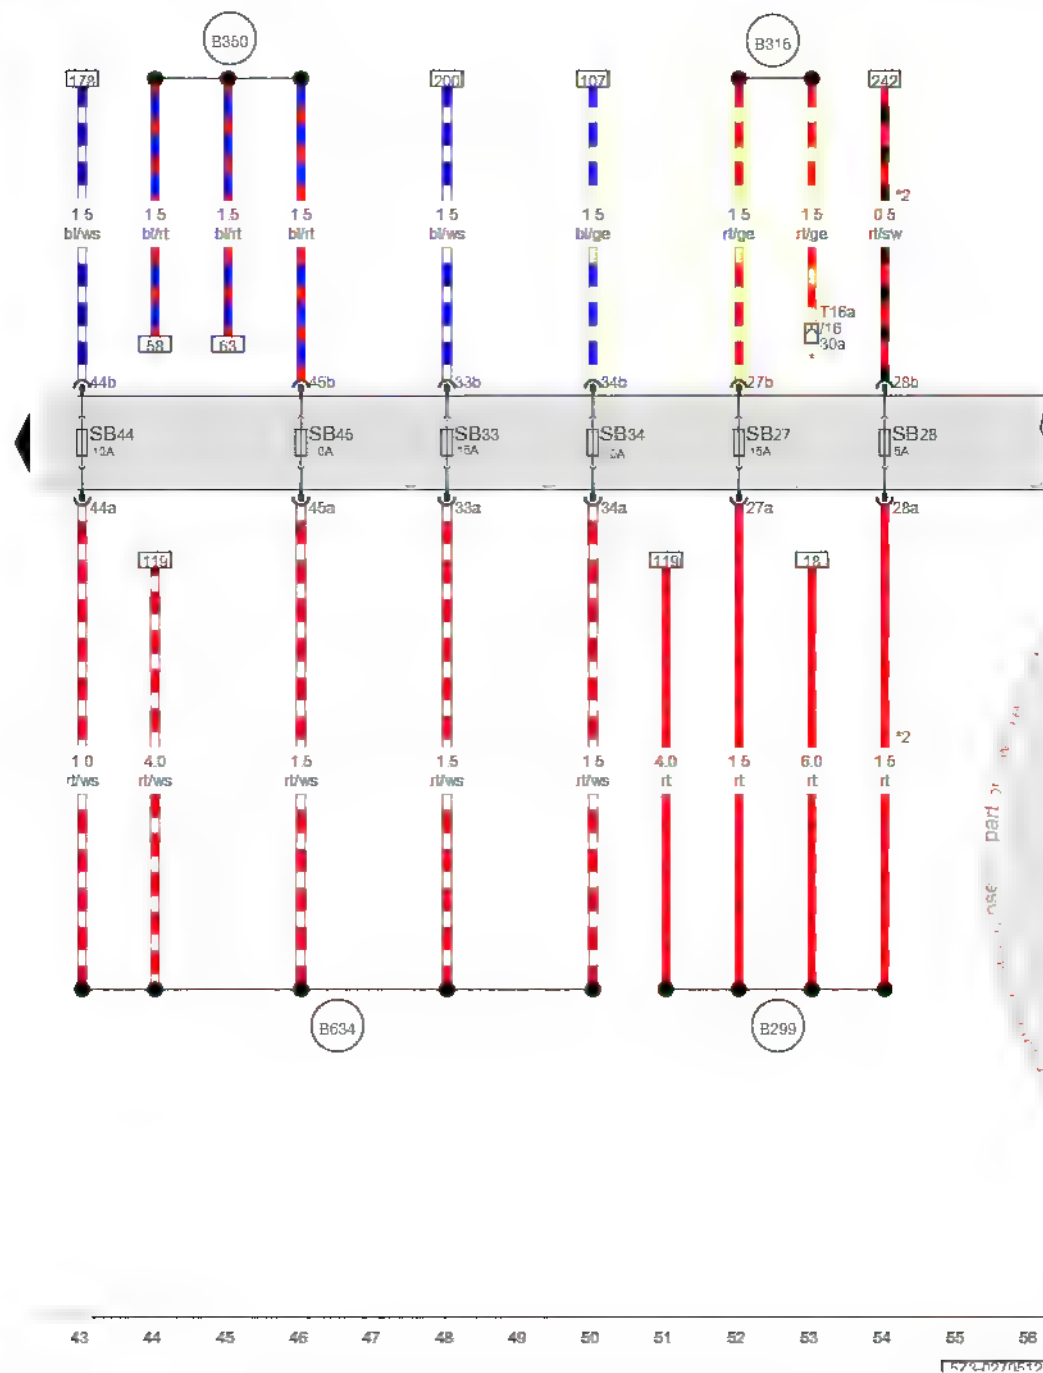 B350
B316
178
200
107
242
*2
1.5 1.5 1.5 1.5 1.5 1.5 1.5 1.5 0.5
bl/ws bl/rt bl/rt bl/rt bl/ws bl/ge rt/ge rt/ge rt/sw
T16a
/16
30a
*
58 63
44b 45b 33b 34b 27b 28b
SB44 SB45 SB33 SB34 SB27 SB28
10A 15A 15A 5A
44a 45a 33a 34a 27a 28a
119 119 18
*2
1.0 4.0 1.5 1.5 1.5 4.0 1.5 6.0 1.5
rt/ws rt/ws rt/ws rt/ws rt/ws rt rt rt rt
part
B634 B299
43 44 45 46 47 48 49 50 51 52 53 54 55 56